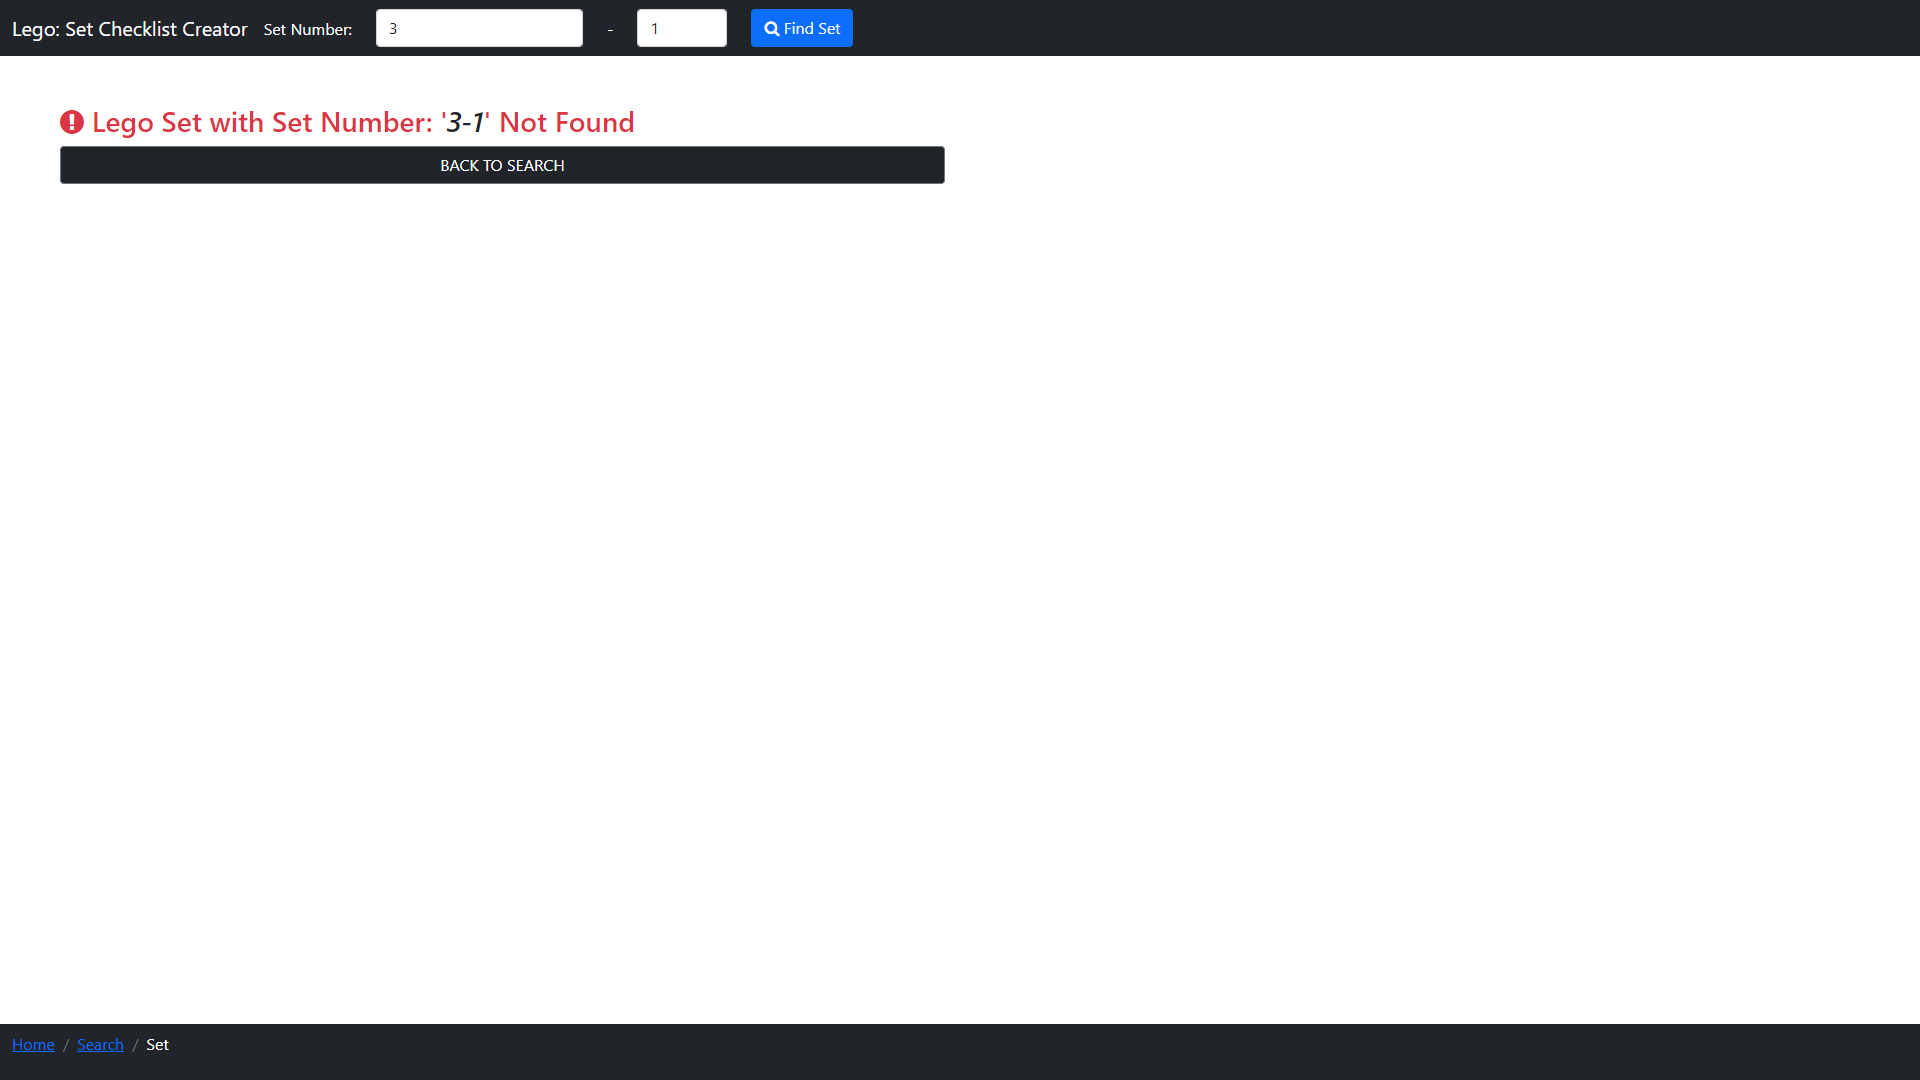 Lego: Set Checklist Creator Set Number: 3 - 1 Find Set
Lego Set with Set Number: '3-1' Not Found
BACK TO SEARCH
Home / Search / Set